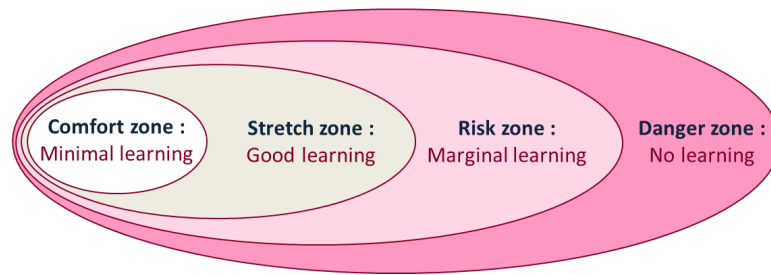 Comfort zone :
Minimal learning
Stretch zone :
Good learning
Risk zone :
Marginal learning
Danger zone :
No learning